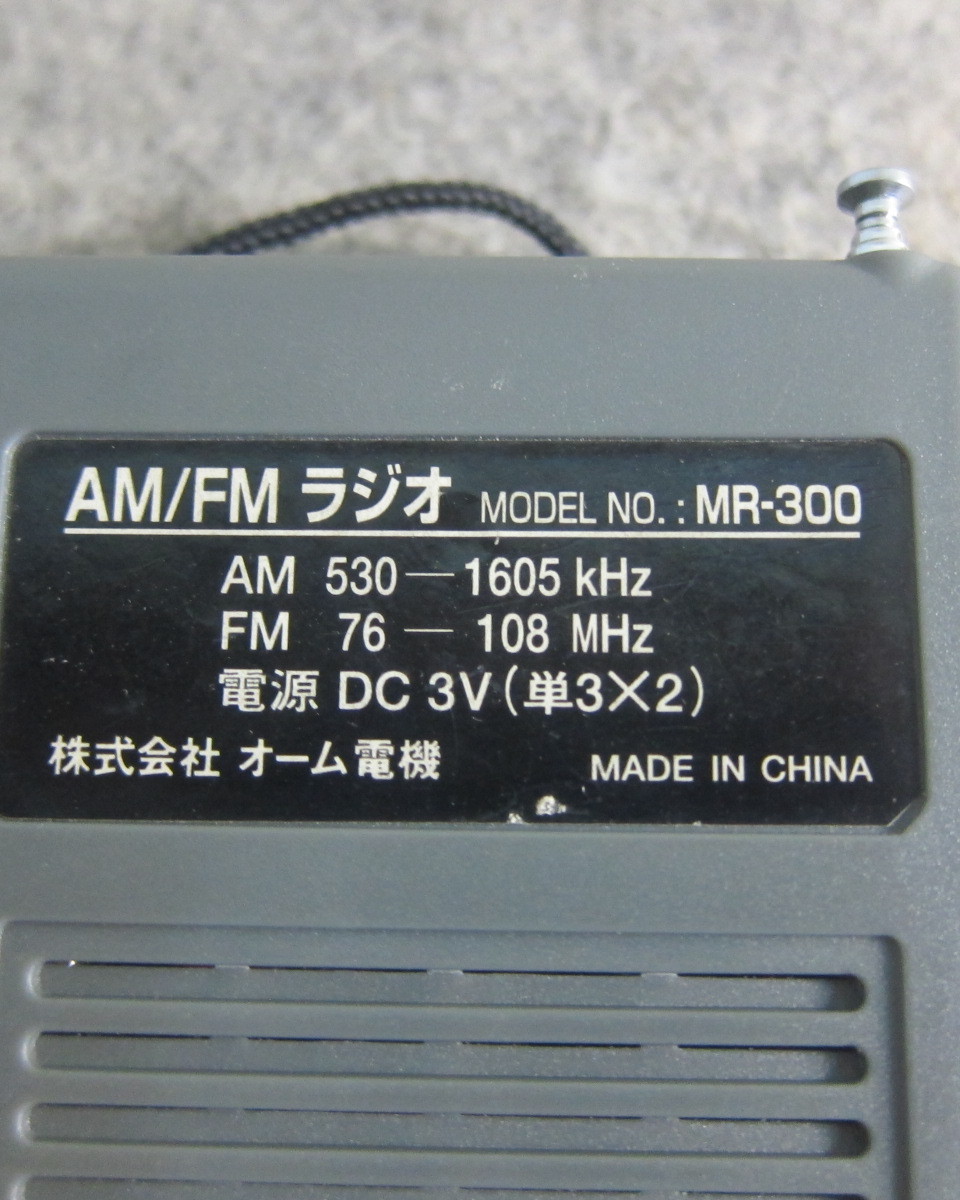 AM/FM ラジオ MODEL NO.: MR-300
AM 530—1605 kHz
FM 76 — 108 MHz
電源 DC 3V(単3×2)
株式会社 オーム電機 MADE IN CHINA